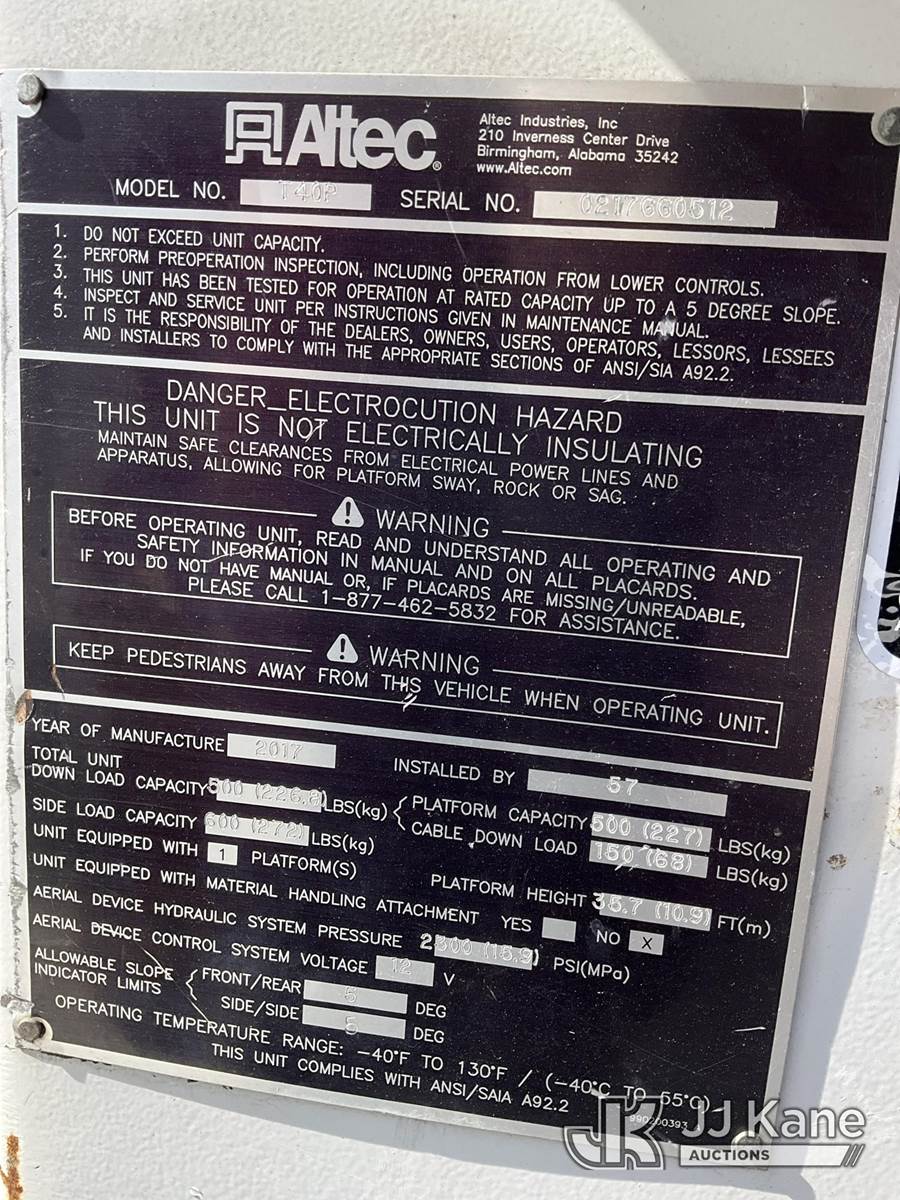 Altec®
Altec Industries, Inc
210 Inverness Center Drive
Birmingham, Alabama 35242
www.Altec.com
MODEL NO. T40P SERIAL NO. 0217GG0512
1. DO NOT EXCEED UNIT CAPACITY.
2. PERFORM PREOPERATION INSPECTION, INCLUDING OPERATION FROM LOWER CONTROLS.
3. THIS UNIT HAS BEEN TESTED FOR OPERATION AT RATED CAPACITY UP TO A 5 DEGREE SLOPE.
4. INSPECT AND SERVICE UNIT PER INSTRUCTIONS GIVEN IN MAINTENANCE MANUAL.
5. IT IS THE RESPONSIBILITY OF THE DEALERS, OWNERS, USERS, OPERATORS, LESSORS, LESSEES
AND INSTALLERS TO COMPLY WITH THE APPROPRIATE SECTIONS OF ANSI/SIA A92.2.
DANGER_ELECTROCUTION HAZARD
THIS UNIT IS NOT ELECTRICALLY INSULATING
MAINTAIN SAFE CLEARANCES FROM ELECTRICAL POWER LINES AND
APPARATUS, ALLOWING FOR PLATFORM SWAY, ROCK OR SAG.
WARNING
BEFORE OPERATING UNIT, READ AND UNDERSTAND ALL OPERATING AND
SAFETY INFORMATION IN MANUAL AND ON ALL PLACARDS.
IF YOU DO NOT HAVE MANUAL OR, IF PLACARDS ARE MISSING/UNREADABLE,
PLEASE CALL 1-877-462-5832 FOR ASSISTANCE.
WARNING
KEEP PEDESTRIANS AWAY FROM THIS VEHICLE WHEN OPERATING UNIT.
YEAR OF MANUFACTURE 2017 INSTALLED BY 57
TOTAL UNIT
DOWN LOAD CAPACITY 500 (226.8) LBS(kg) PLATFORM CAPACITY 500 (227) LBS(kg)
CABLE DOWN LOAD 150 (68) LBS(kg)
SIDE LOAD CAPACITY 600 (272) LBS(kg)
UNIT EQUIPPED WITH 1 PLATFORM(S) PLATFORM HEIGHT 35.7 (10.9) FT(m)
UNIT EQUIPPED WITH MATERIAL HANDLING ATTACHMENT YES NO X
AERIAL DEVICE HYDRAULIC SYSTEM PRESSURE 2300 (15.9) PSI(MPa)
AERIAL DEVICE CONTROL SYSTEM VOLTAGE 12 V
ALLOWABLE SLOPE INDICATOR LIMITS FRONT/REAR 5 DEG
SIDE/SIDE 5 DEG
OPERATING TEMPERATURE RANGE: -40°F TO 130°F / (-40°C TO 55°C)
THIS UNIT COMPLIES WITH ANSI/SAIA A92.2
990200393
JK JJ Kane
AUCTIONS